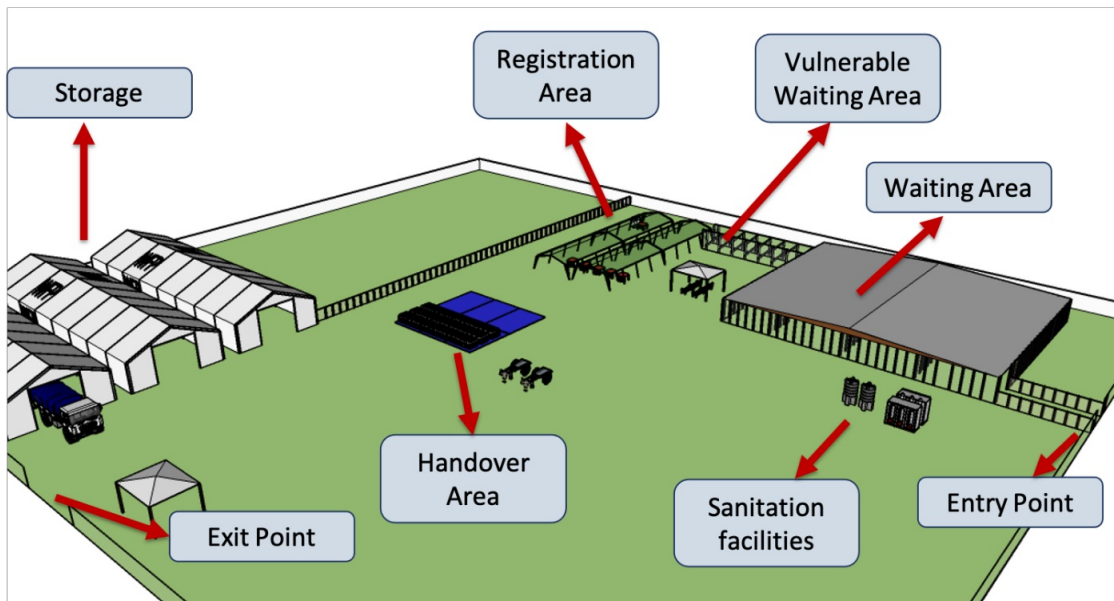 Storage
Registration
Area
Vulnerable
Waiting Area
Waiting Area
Handover
Area
Sanitation
facilities
Entry Point
Exit Point